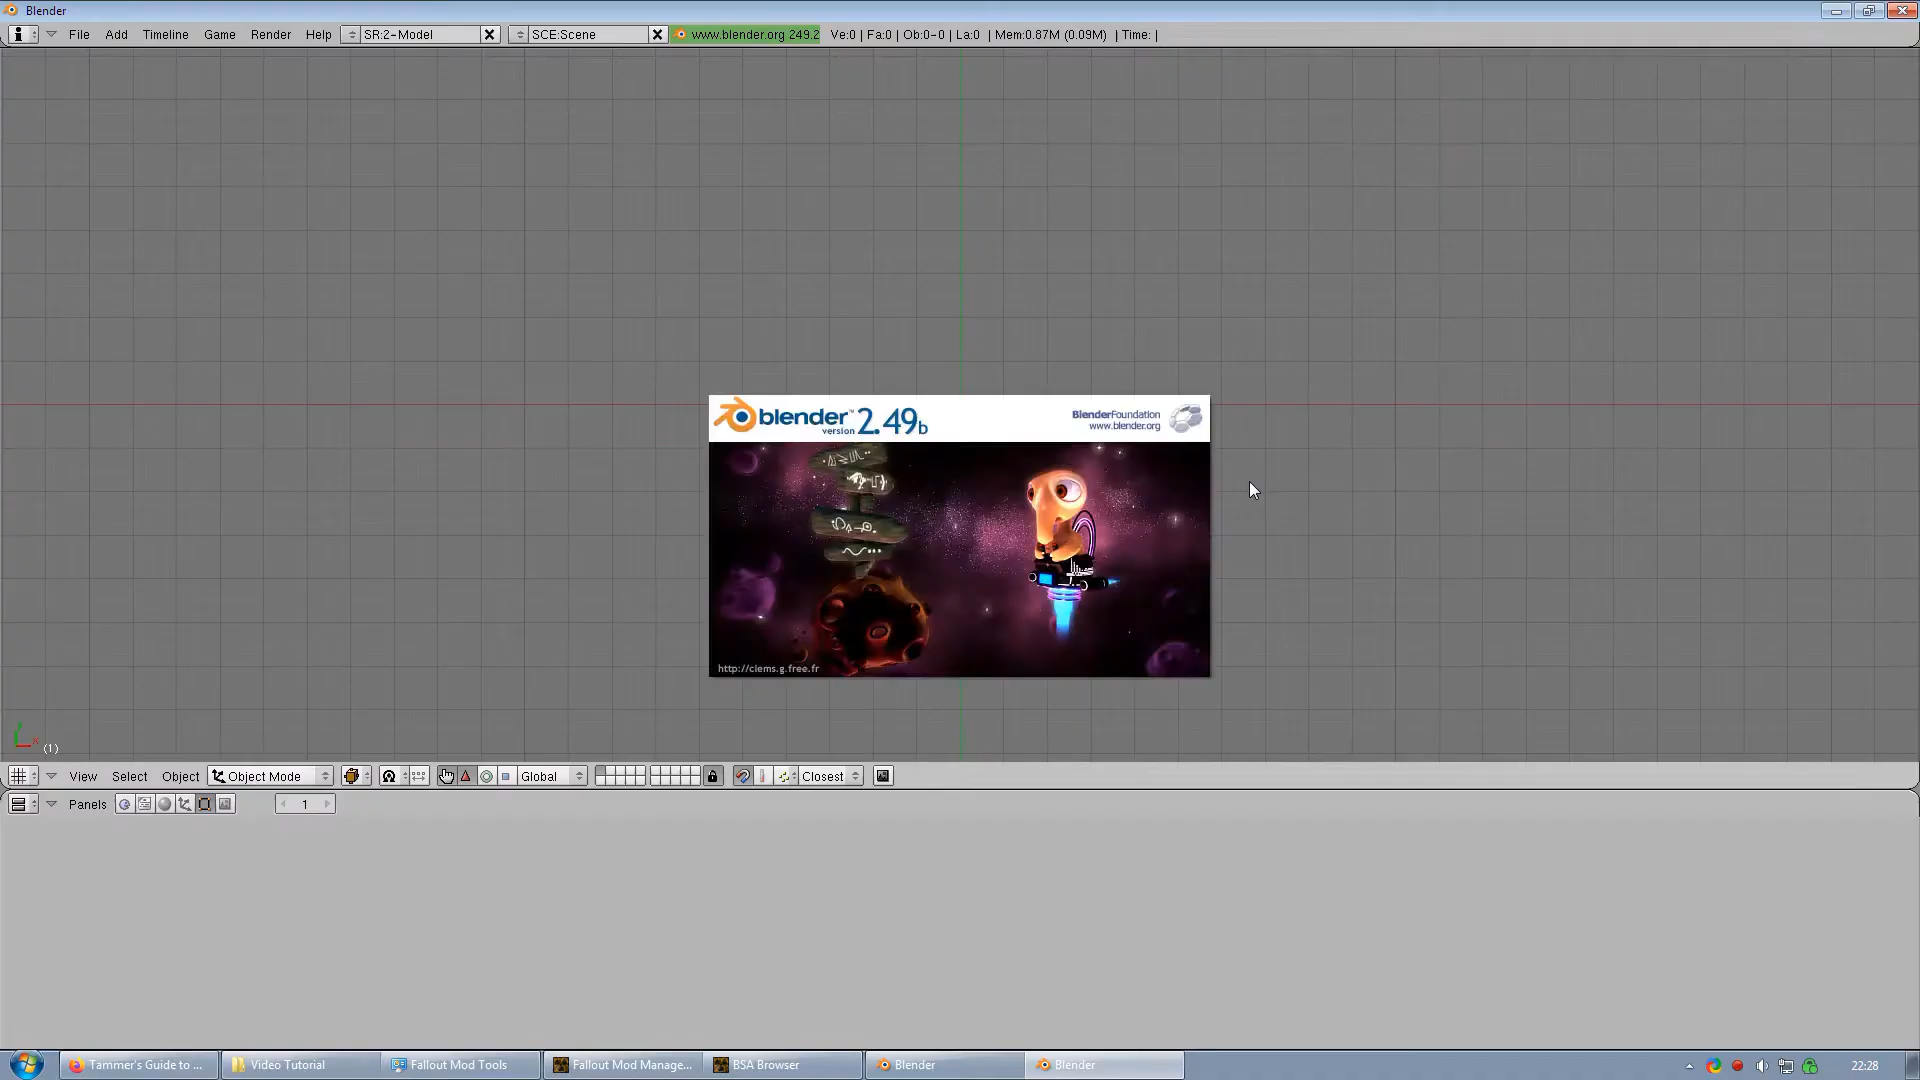 Blender
File Add Timeline Game Render Help SR:2-Model SCE:Scene www.blender.org 249.2 Ve:0 | Fa:0 | Ob:0-0 | La:0 | Mem:0.87M (0.09M) | Time: |
blender™ version 2.49b
BlenderFoundation
www.blender.org
http://clems.g.free.fr
(1)
View Select Object Object Mode Global Closest
Panels 1
Tammer's Guide to ... Video Tutorial Fallout Mod Tools Fallout Mod Manage... BSA Browser Blender Blender 22:28